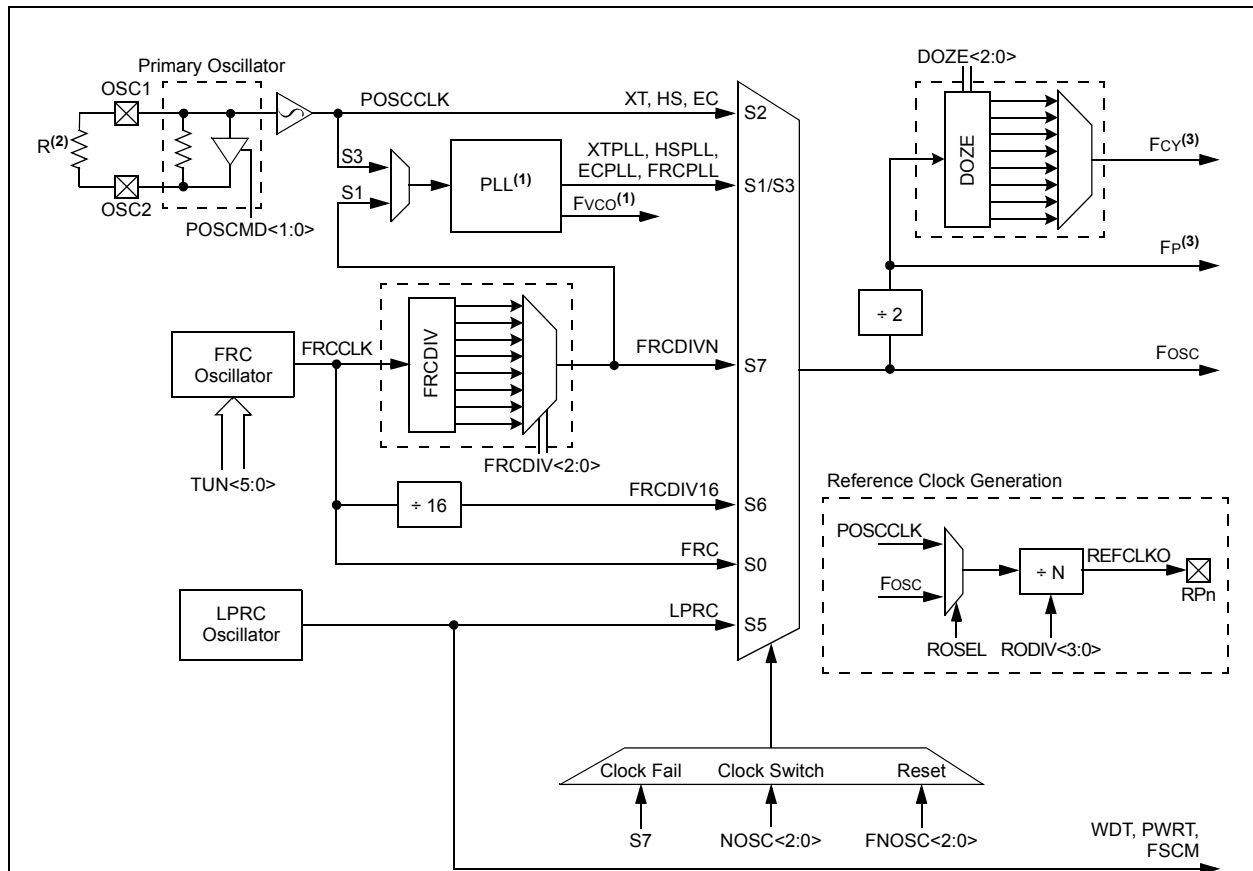 Primary Oscillator
OSC1
R(2)
OSC2
POSCMD<1:0>
POSCCLK
XT, HS, EC
S2
S3
S1
PLL(1)
XTPLL, HSPLL,
ECPLL, FRCPLL
S1/S3
FVCO(1)
DOZE<2:0>
DOZE
FCY(3)
FP(3)
÷ 2
FOSC
FRC
Oscillator
TUN<5:0>
FRCCLK
FRCDIV
FRCDIVN
S7
FRCDIV<2:0>
÷ 16
FRCDIV16
S6
FRC
S0
LPRC
Oscillator
LPRC
S5
Reference Clock Generation
POSCCLK
FOSC
÷ N
REFCLKO
RPn
ROSEL
RODIV<3:0>
Clock Fail
Clock Switch
Reset
S7
NOSC<2:0>
FNOSC<2:0>
WDT, PWRT,
FSCM